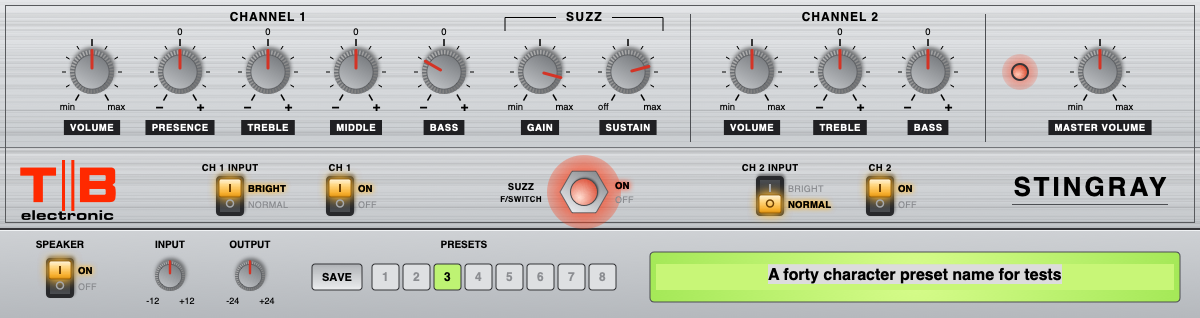 CHANNEL 1
SUZZ
CHANNEL 2
0 0 0 0 0 0
min max - + - + - + - + min max off max min max - + - + min max
VOLUME PRESENCE TREBLE MIDDLE BASS GAIN SUSTAIN VOLUME TREBLE BASS MASTER VOLUME
TB
electronic
CH 1 INPUT
I BRIGHT
O NORMAL
CH 1
I ON
O OFF
SUZZ
F/SWITCH
ON
OFF
CH 2 INPUT
I BRIGHT
O NORMAL
CH 2
I ON
O OFF
STINGRAY
SPEAKER
I ON
O OFF
INPUT
-12 +12
OUTPUT
-24 +24
PRESETS
SAVE 1 2 3 4 5 6 7 8
A forty character preset name for tests